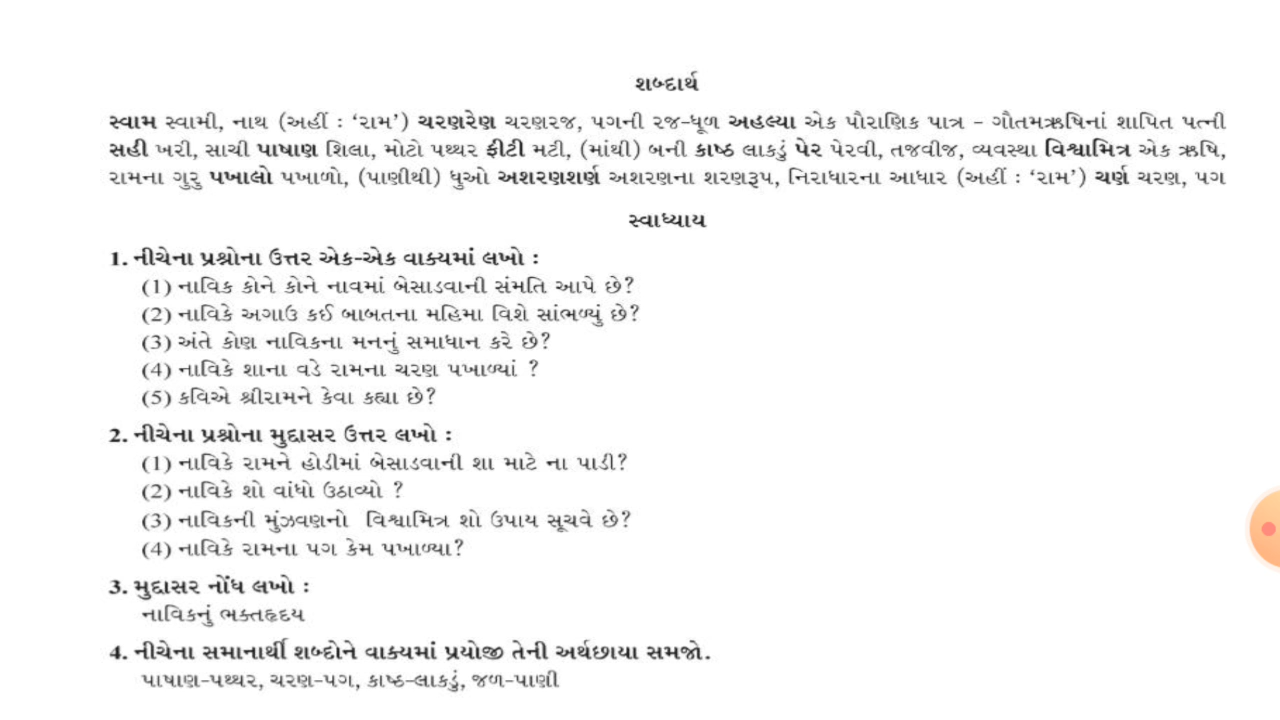 શબ્દાર્થ
સ્વામ સ્વામી, નાથ (અહીં : ‘રામ’) ચરણરેણ ચરણરજ, પગની રજ-ધૂળ અહલ્યા એક પૌરાણિક પાત્ર – ગૌતમઋષિનાં શાપિત પત્ની
સહી ખરી, સાચી પાષાણ શિલા, મોટો પથ્થર ફીટી મટી, (માંથી) બની કાષ્ઠ લાકડું પેર પેરવી, તજવીજ, વ્યવસ્થા વિશ્વામિત્ર એક ઋષિ,
રામના ગુરુ પખાલો પખાળો, (પાણીથી) ધુઓ અશરણશર્ણ અશરણના શરણરૂપ, નિરાધારના આધાર (અહીં : ‘રામ’) ચર્ણ ચરણ, પગ
સ્વાધ્યાય
1. નીચેના પ્રશ્નોના ઉત્તર એક-એક વાક્યમાં લખો :
(1) નાવિક કોને કોને નાવમાં બેસાડવાની સંમતિ આપે છે?
(2) નાવિકે અગાઉ કઈ બાબતના મહિમા વિશે સાંભળ્યું છે?
(3) અંતે કોણ નાવિકના મનનું સમાધાન કરે છે?
(4) નાવિકે શાના વડે રામના ચરણ પખાળ્યાં ?
(5) કવિએ શ્રીરામને કેવા કહ્યા છે?
2. નીચેના પ્રશ્નોના મુદ્દાસર ઉત્તર લખો :
(1) નાવિકે રામને હોડીમાં બેસાડવાની શા માટે ના પાડી?
(2) નાવિકે શો વાંધો ઉઠાવ્યો ?
(3) નાવિકની મુંઝવણનો વિશ્વામિત્ર શો ઉપાય સૂચવે છે?
(4) નાવિકે રામના પગ કેમ પખાળ્યા?
3. મુદ્દાસર નોંધ લખો :
નાવિકનું ભક્તહૃદય
4. નીચેના સમાનાર્થી શબ્દોને વાક્યમાં પ્રયોજી તેની અર્થછાયા સમજો.
પાષાણ-પથ્થર, ચરણ-પગ, કાષ્ઠ-લાકડું, જળ-પાણી